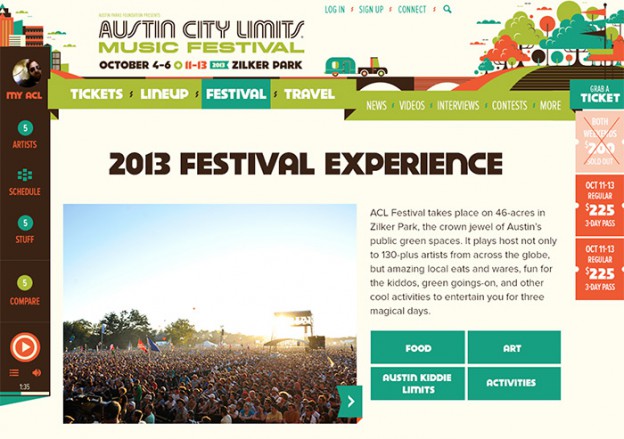 LOG IN / SIGN UP / CONNECT /
AUSTIN PARKS FOUNDATION PRESENTS
AUSTIN CITY LIMITS
MUSIC FESTIVAL
OCTOBER 4-6 11-13 2013 ZILKER PARK
MY ACL
TICKETS LINEUP FESTIVAL TRAVEL
NEWS / VIDEOS / INTERVIEWS / CONTESTS / MORE
GRAB A
TICKET
5
ARTISTS
SCHEDULE
5
STUFF
5
COMPARE
1:35
BOTH
WEEKENDS
SOLD OUT
OCT 11-13
REGULAR
$225
3-DAY PASS
OCT 11-13
REGULAR
$225
3-DAY PASS
2013 FESTIVAL EXPERIENCE
ACL Festival takes place on 46-acres in
Zilker Park, the crown jewel of Austin's
public green spaces. It plays host not only
to 130-plus artists from across the globe,
but amazing local eats and wares, fun for
the kiddos, green goings-on, and other
cool activities to entertain you for three
magical days.
FOOD
ART
AUSTIN KIDDIE
LIMITS
ACTIVITIES